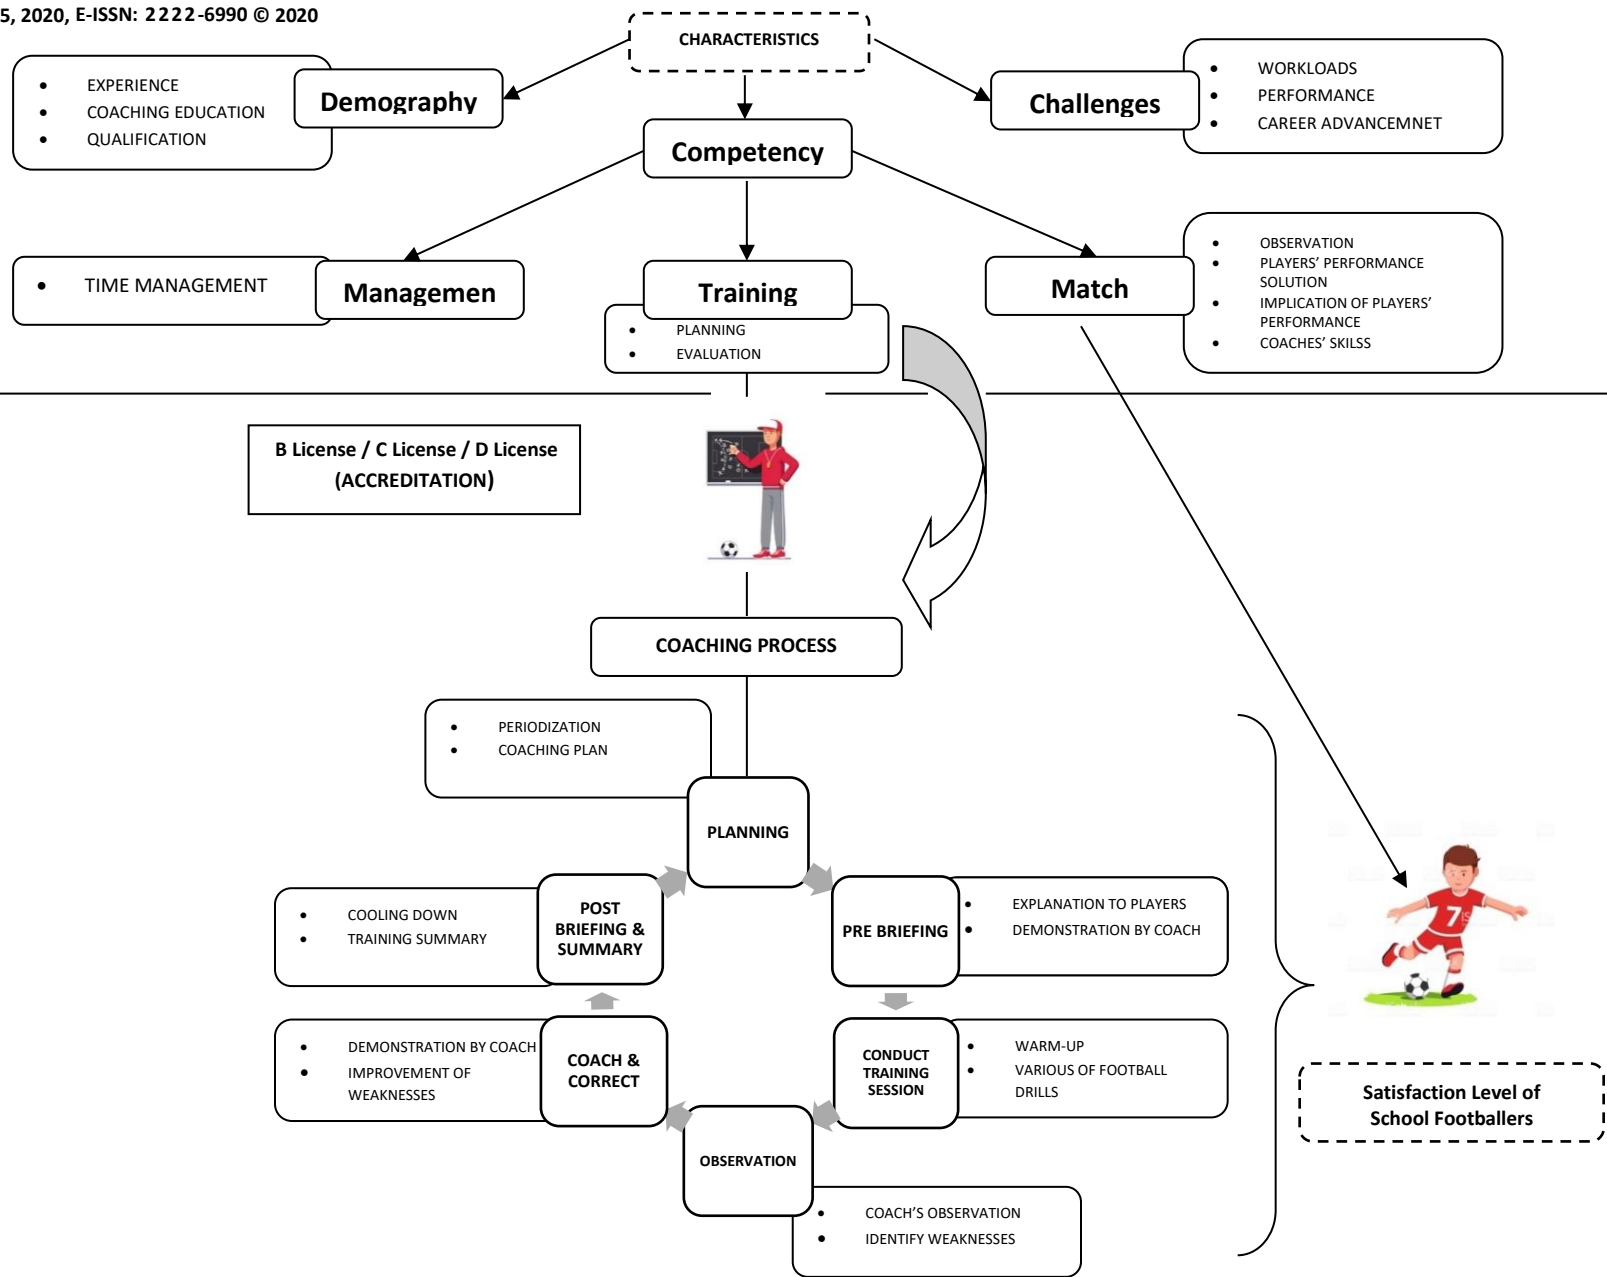 5, 2020, E-ISSN: 2222-6990 © 2020
CHARACTERISTICS
• EXPERIENCE
• COACHING EDUCATION
• QUALIFICATION
Demography
Challenges
• WORKLOADS
• PERFORMANCE
• CAREER ADVANCEMNET
Competency
• TIME MANAGEMENT
Managemen
Training
• PLANNING
• EVALUATION
Match
• OBSERVATION
• PLAYERS’ PERFORMANCE
SOLUTION
• IMPLICATION OF PLAYERS’
PERFORMANCE
• COACHES’ SKILSS
B License / C License / D License
(ACCREDITATION)
COACHING PROCESS
• PERIODIZATION
• COACHING PLAN
PLANNING
• COOLING DOWN
• TRAINING SUMMARY
POST
BRIEFING &
SUMMARY
PRE BRIEFING
• EXPLANATION TO PLAYERS
• DEMONSTRATION BY COACH
• DEMONSTRATION BY COACH
• IMPROVEMENT OF
WEAKNESSES
COACH &
CORRECT
CONDUCT
TRAINING
SESSION
• WARM-UP
• VARIOUS OF FOOTBALL
DRILLS
OBSERVATION
• COACH’S OBSERVATION
• IDENTIFY WEAKNESSES
7
Satisfaction Level of
School Footballers